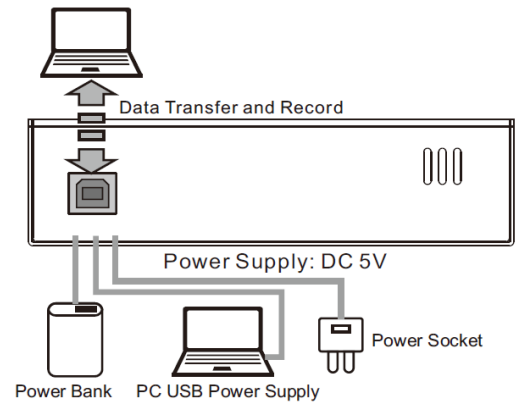 Data Transfer and Record
Power Supply: DC 5V
Power Socket
Power Bank
PC USB Power Supply